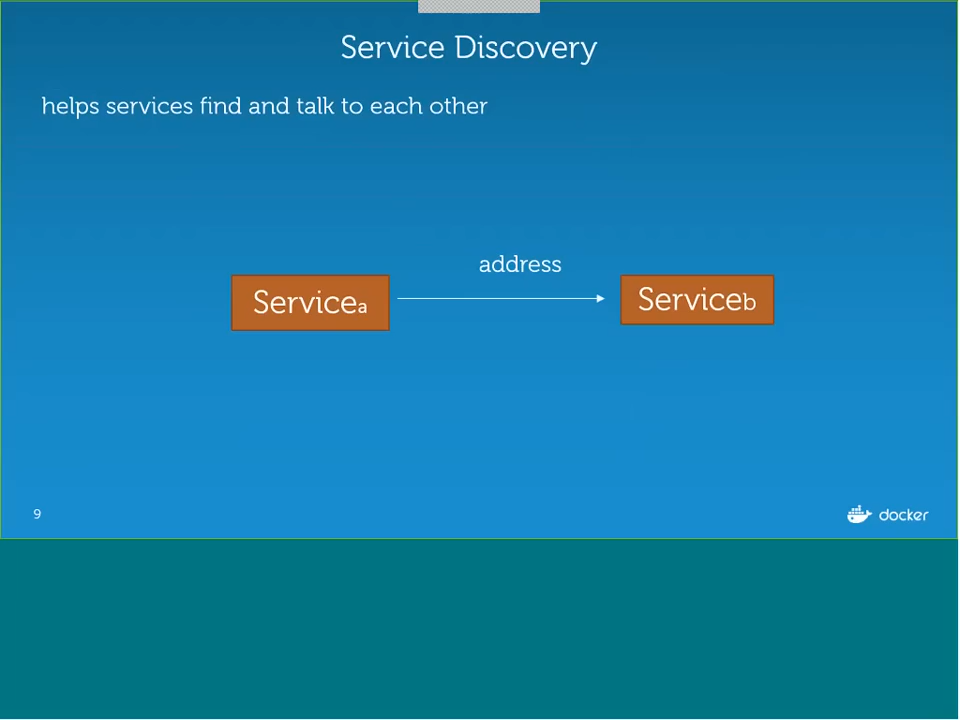 Service Discovery
helps services find and talk to each other
address
Servicea
Serviceb
9
docker